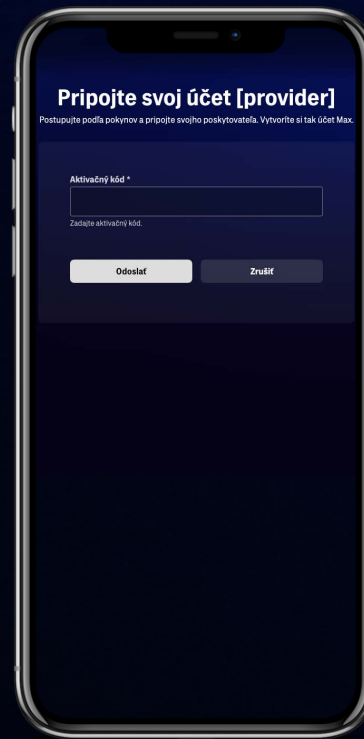 Pripojte svoj účet [provider]
Postupujte podľa pokynov a pripojte svojho poskytovateľa. Vytvoríte si tak účet Max.
Aktivačný kód *
Zadajte aktivačný kód.
Odoslať Zrušiť